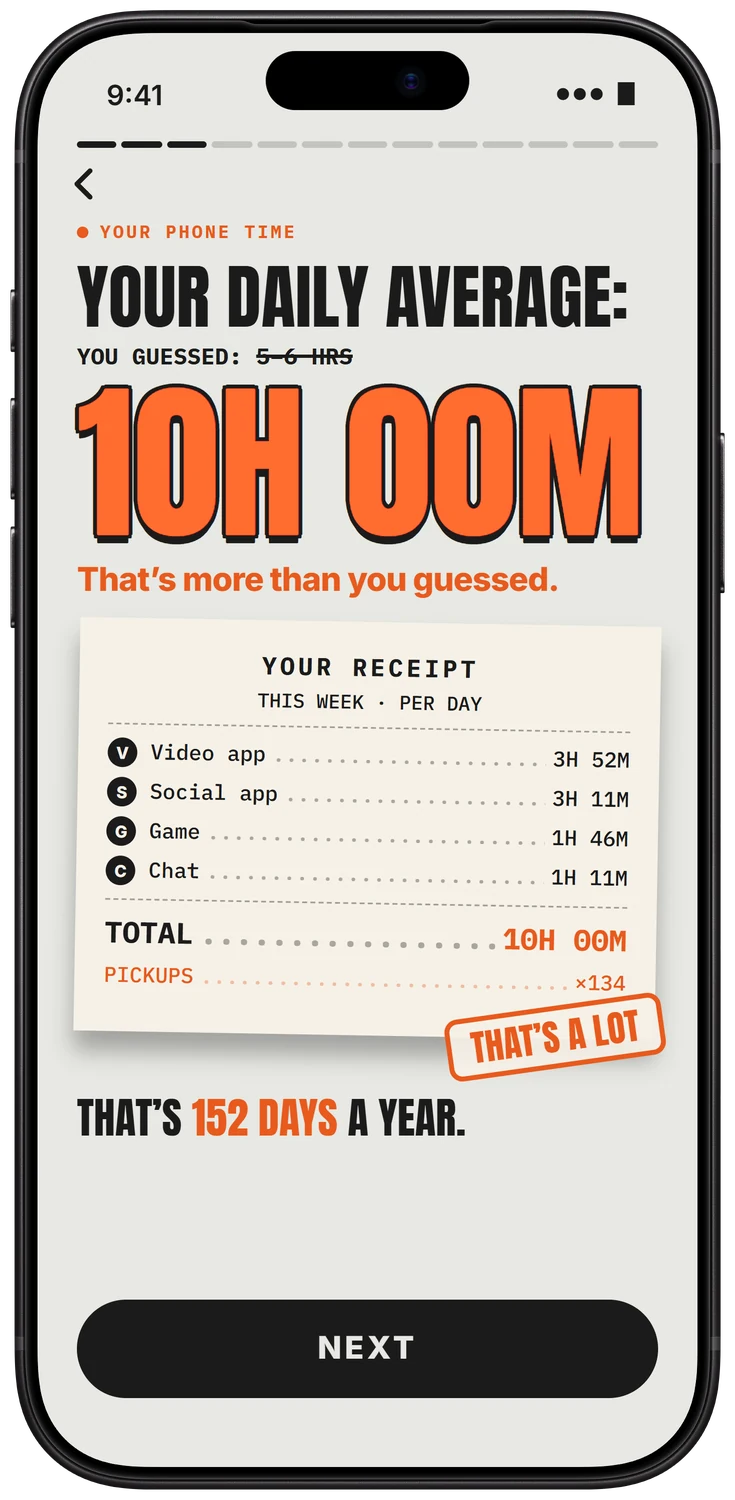 9:41
YOUR PHONE TIME
YOUR DAILY AVERAGE:
YOU GUESSED: 5–6 HRS
10H 00M
That’s more than you guessed.
YOUR RECEIPT
THIS WEEK · PER DAY
V Video app 3H 52M
S Social app 3H 11M
G Game 1H 46M
C Chat 1H 11M
TOTAL 10H 00M
PICKUPS ×134
THAT’S A LOT
THAT’S 152 DAYS A YEAR.
NEXT